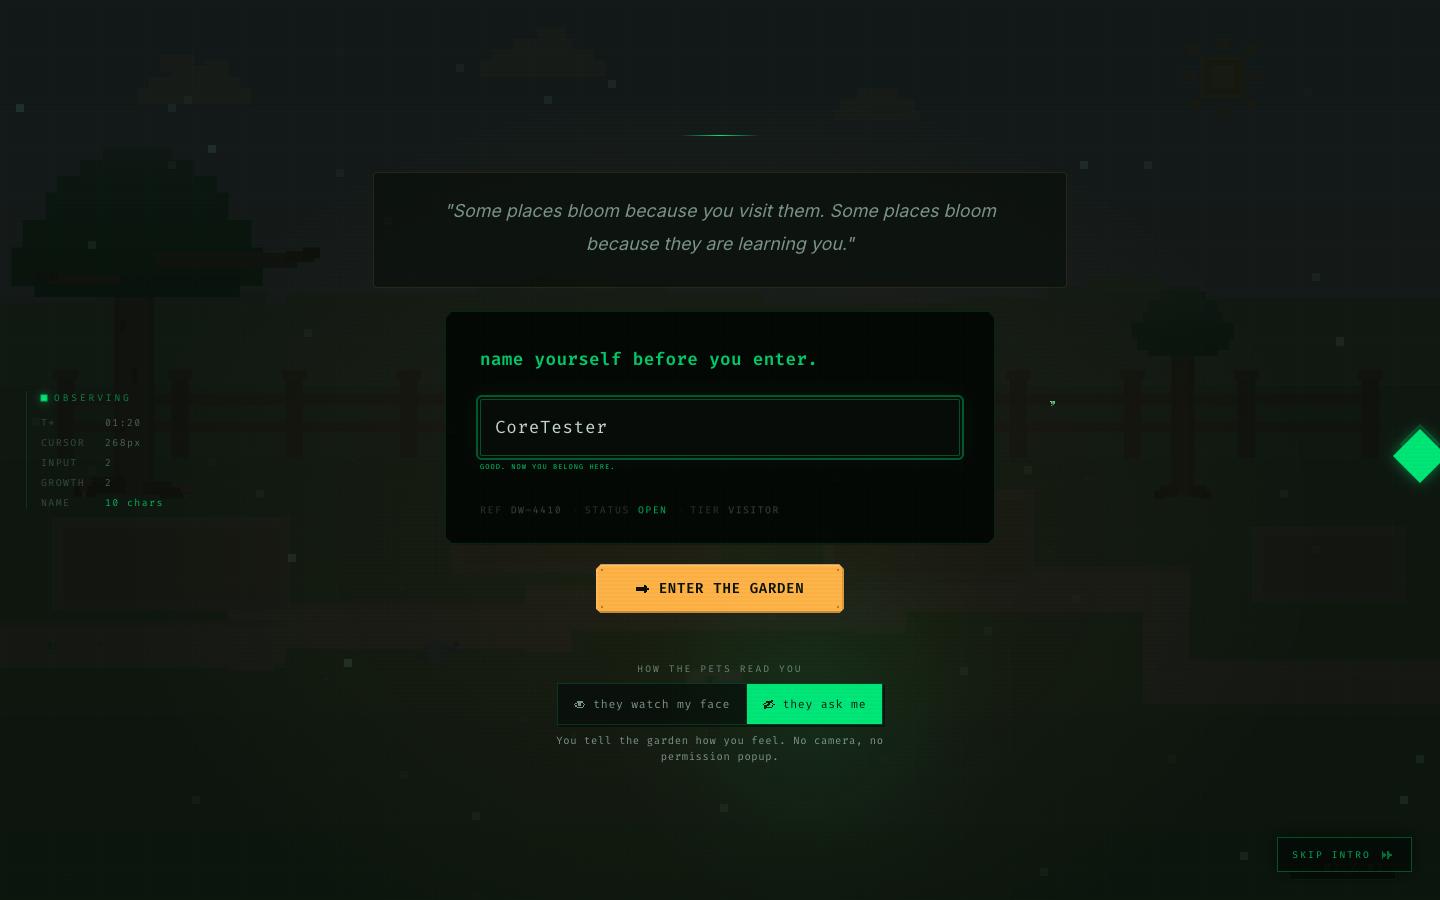 "Some places bloom because you visit them. Some places bloom
because they are learning you."
name yourself before you enter.
OBSERVING
T+ 01:20
CURSOR 268px
INPUT 2
GROWTH 2
NAME 10 chars
CoreTester
GOOD. NOW YOU BELONG HERE.
REF DW-4410 · STATUS OPEN · TIER VISITOR
➡ ENTER THE GARDEN
HOW THE PETS READ YOU
they watch my face
they ask me
You tell the garden how you feel. No camera, no
permission popup.
SKIP INTRO